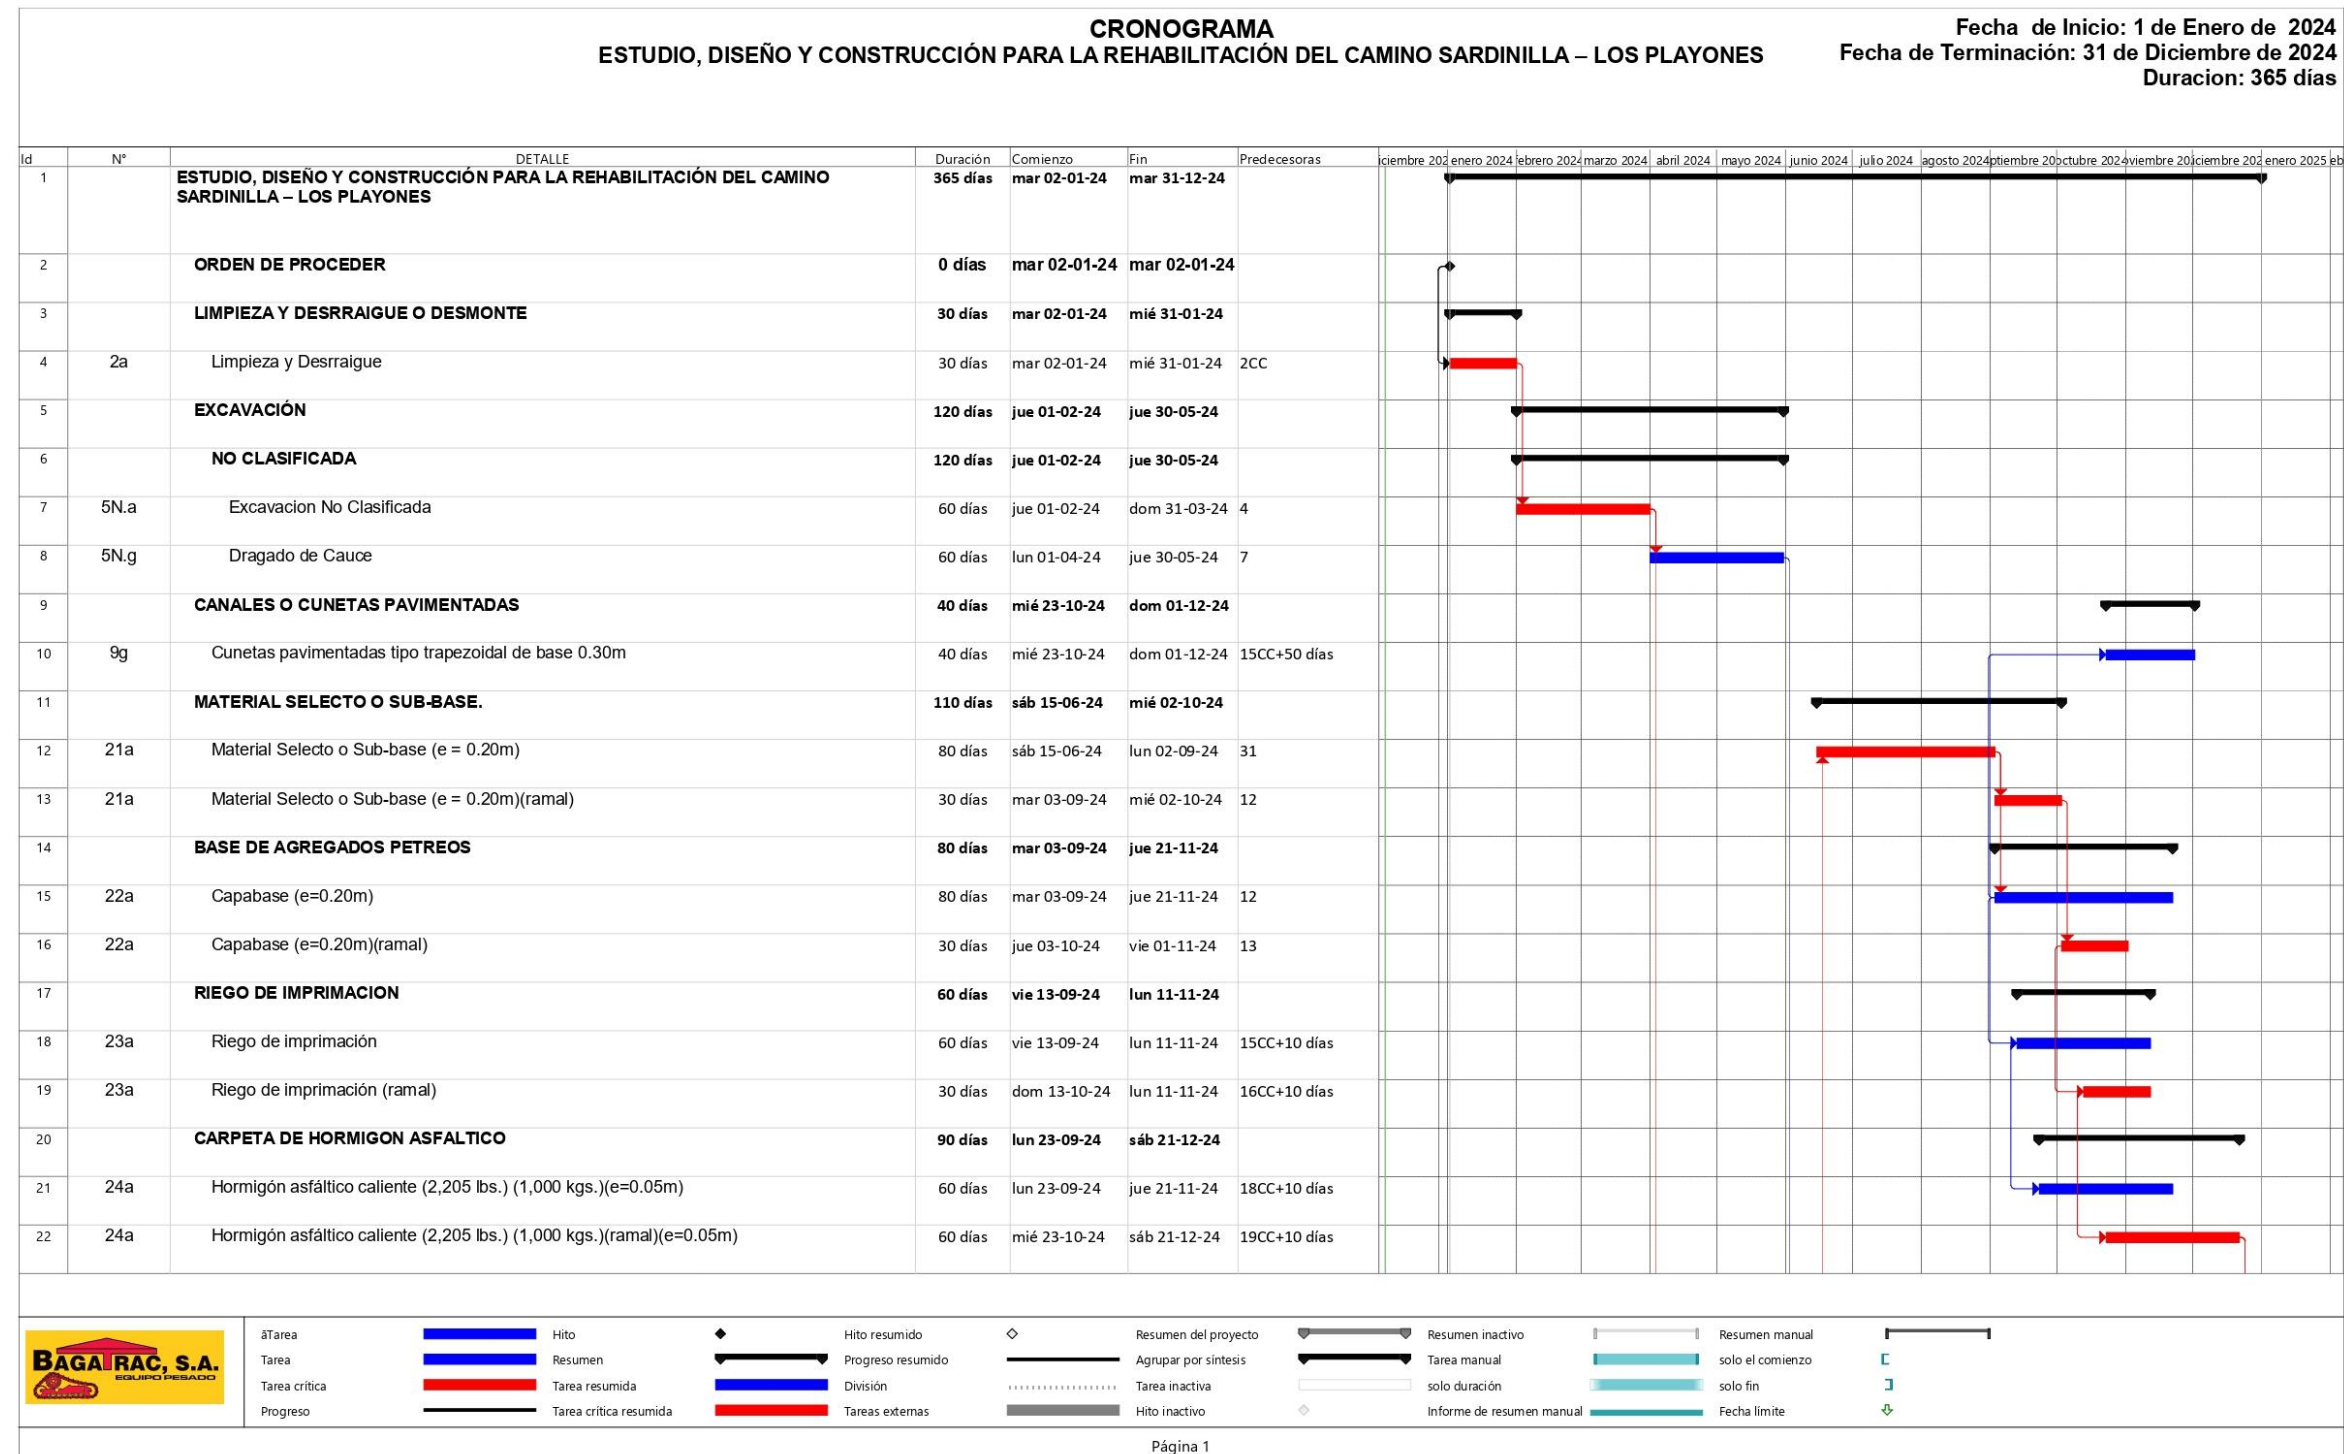 CRONOGRAMA
ESTUDIO, DISEÑO Y CONSTRUCCIÓN PARA LA REHABILITACIÓN DEL CAMINO SARDINILLA – LOS PLAYONES
Fecha de Inicio: 1 de Enero de 2024
Fecha de Terminación: 31 de Diciembre de 2024
Duracion: 365 días
Id N° DETALLE Duración Comienzo Fin Predecesoras iciembre 202 enero 2024 ebrero 2024 marzo 2024 abril 2024 mayo 2024 junio 2024 julio 2024 agosto 2024 ptiembre 20 octubre 2024 oviembre 20 iciembre 202 enero 2025 eb
1 ESTUDIO, DISEÑO Y CONSTRUCCIÓN PARA LA REHABILITACIÓN DEL CAMINO 365 días mar 02-01-24 mar 31-12-24
SARDINILLA – LOS PLAYONES
2 ORDEN DE PROCEDER 0 días mar 02-01-24 mar 02-01-24
3 LIMPIEZA Y DESRRAIGUE O DESMONTE 30 días mar 02-01-24 mié 31-01-24
4 2a Limpieza y Desrraigue 30 días mar 02-01-24 mié 31-01-24 2CC
5 EXCAVACIÓN 120 días jue 01-02-24 jue 30-05-24
6 NO CLASIFICADA 120 días jue 01-02-24 jue 30-05-24
7 5N.a Excavacion No Clasificada 60 días jue 01-02-24 dom 31-03-24 4
8 5N.g Dragado de Cauce 60 días lun 01-04-24 jue 30-05-24 7
9 CANALES O CUNETAS PAVIMENTADAS 40 días mié 23-10-24 dom 01-12-24
10 9g Cunetas pavimentadas tipo trapezoidal de base 0.30m 40 días mié 23-10-24 dom 01-12-24 15CC+50 días
11 MATERIAL SELECTO O SUB-BASE. 110 días sáb 15-06-24 mié 02-10-24
12 21a Material Selecto o Sub-base (e = 0.20m) 80 días sáb 15-06-24 lun 02-09-24 31
13 21a Material Selecto o Sub-base (e = 0.20m)(ramal) 30 días mar 03-09-24 mié 02-10-24 12
14 BASE DE AGREGADOS PETREOS 80 días mar 03-09-24 jue 21-11-24
15 22a Capabase (e=0.20m) 80 días mar 03-09-24 jue 21-11-24 12
16 22a Capabase (e=0.20m)(ramal) 30 días jue 03-10-24 vie 01-11-24 13
17 RIEGO DE IMPRIMACION 60 días vie 13-09-24 lun 11-11-24
18 23a Riego de imprimación 60 días vie 13-09-24 lun 11-11-24 15CC+10 días
19 23a Riego de imprimación (ramal) 30 días dom 13-10-24 lun 11-11-24 16CC+10 días
20 CARPETA DE HORMIGON ASFALTICO 90 días lun 23-09-24 sáb 21-12-24
21 24a Hormigón asfáltico caliente (2,205 lbs.) (1,000 kgs.)(e=0.05m) 60 días lun 23-09-24 jue 21-11-24 18CC+10 días
22 24a Hormigón asfáltico caliente (2,205 lbs.) (1,000 kgs.)(ramal)(e=0.05m) 60 días mié 23-10-24 sáb 21-12-24 19CC+10 días
BAGATRAC, S.A.
EQUIPO PESADO
ãTarea Hito Hito resumido Resumen del proyecto Resumen inactivo Resumen manual
Tarea Resumen Progreso resumido Agrupar por síntesis Tarea manual solo el comienzo
Tarea crítica Tarea resumida División Tarea inactiva solo duración solo fin
Progreso Tarea crítica resumida Tareas externas Hito inactivo Informe de resumen manual Fecha límite
Página 1